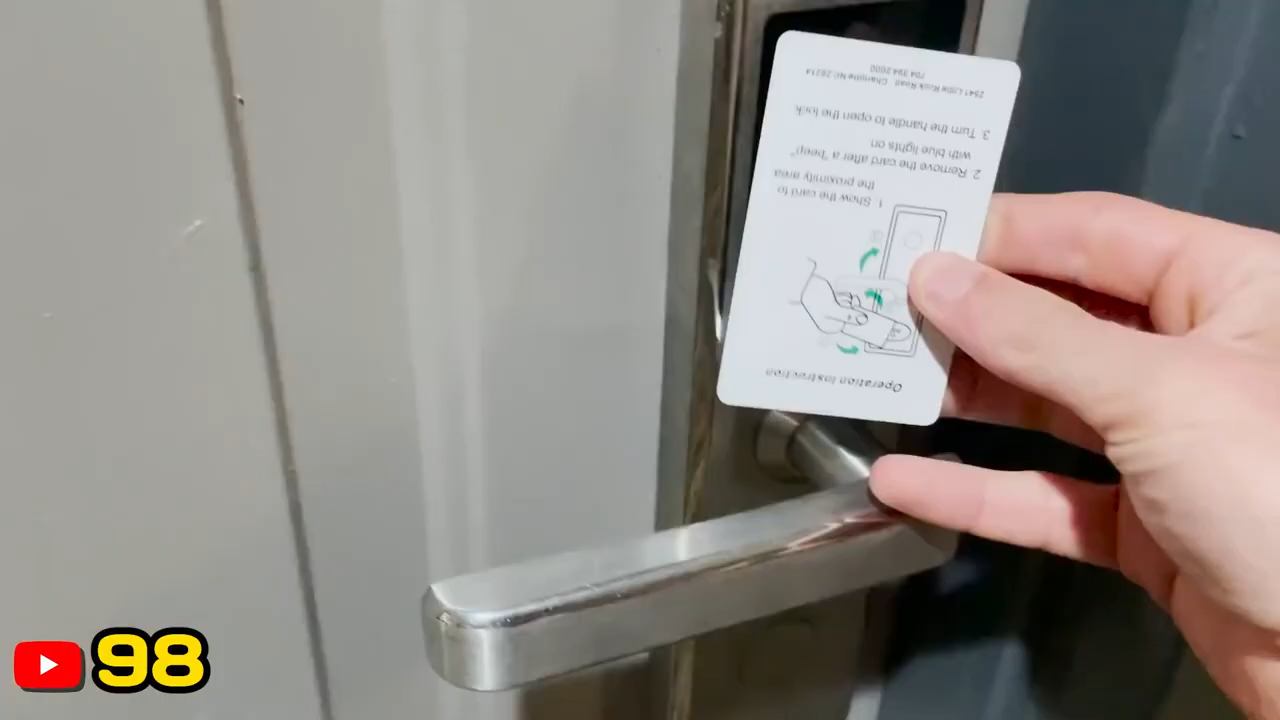 Operation Instruction
1. Show the card to
the proximity area
2. Remove the card after a "beep"
with blue lights on.
3. Turn the handle to open the lock.
2541 Little Rock Road . Charlotte NC 28214
704 394 2000
98